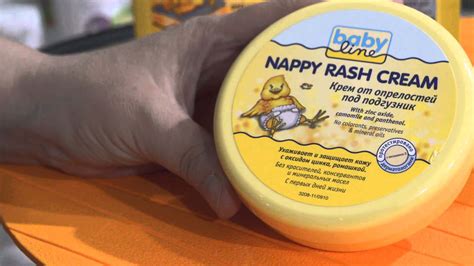 baby
line
NAPPY RASH CREAM
Крем от опрелостей
под подгузник
With zinc oxide,
camomile and panthenol.
No colorants, preservatives
& mineral oils
Ухаживает и защищает кожу
с оксидом цинка, ромашкой.
Без красителей, консервантов
и минеральных масел
С первых дней жизни